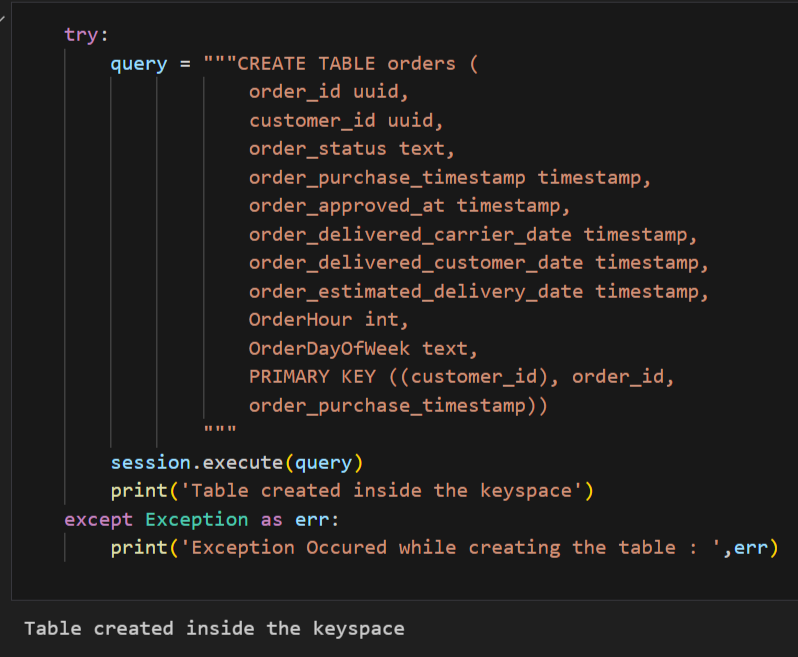 try:
query = """CREATE TABLE orders (
order_id uuid,
customer_id uuid,
order_status text,
order_purchase_timestamp timestamp,
order_approved_at timestamp,
order_delivered_carrier_date timestamp,
order_delivered_customer_date timestamp,
order_estimated_delivery_date timestamp,
OrderHour int,
OrderDayOfWeek text,
PRIMARY KEY ((customer_id), order_id,
order_purchase_timestamp))
"""
session.execute(query)
print('Table created inside the keyspace')
except Exception as err:
print('Exception Occured while creating the table : ',err)
Table created inside the keyspace